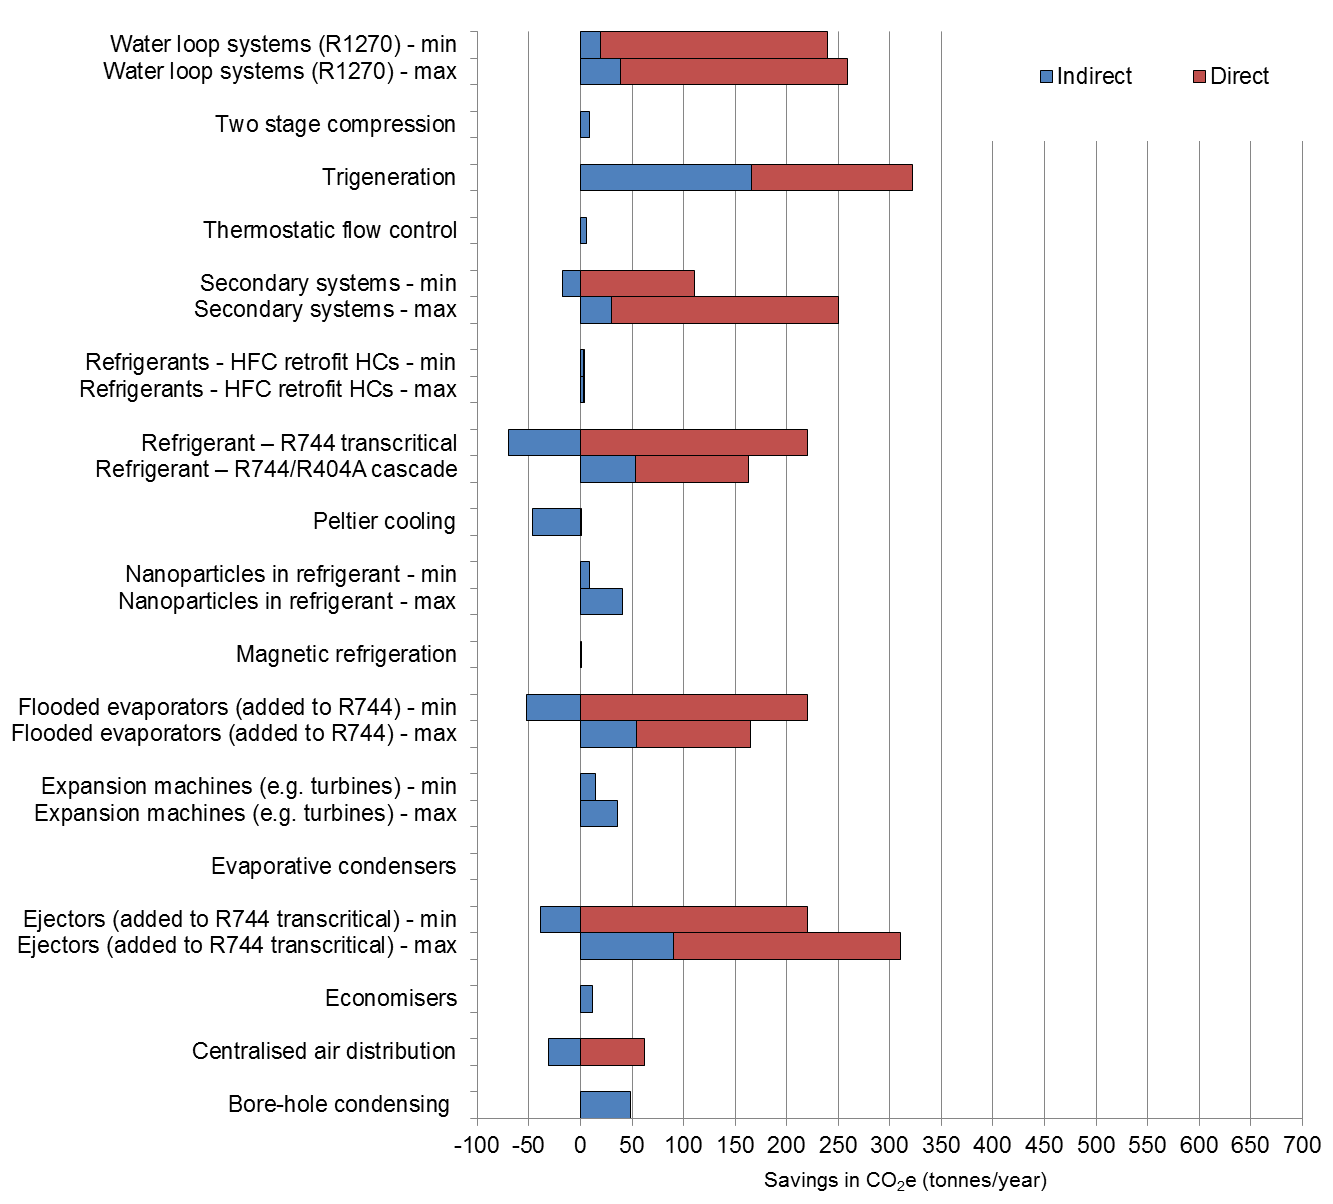 Water loop systems (R1270) - min
Water loop systems (R1270) - max
Indirect
Direct
Two stage compression
Trigeneration
Thermostatic flow control
Secondary systems - min
Secondary systems - max
Refrigerants - HFC retrofit HCs - min
Refrigerants - HFC retrofit HCs - max
Refrigerant – R744 transcritical
Refrigerant – R744/R404A cascade
Peltier cooling
Nanoparticles in refrigerant - min
Nanoparticles in refrigerant - max
Magnetic refrigeration
Flooded evaporators (added to R744) - min
Flooded evaporators (added to R744) - max
Expansion machines (e.g. turbines) - min
Expansion machines (e.g. turbines) - max
Evaporative condensers
Ejectors (added to R744 transcritical) - min
Ejectors (added to R744 transcritical) - max
Economisers
Centralised air distribution
Bore-hole condensing
-100 -50 0 50 100 150 200 250 300 350 400 450 500 550 600 650 700
Savings in CO₂e (tonnes/year)